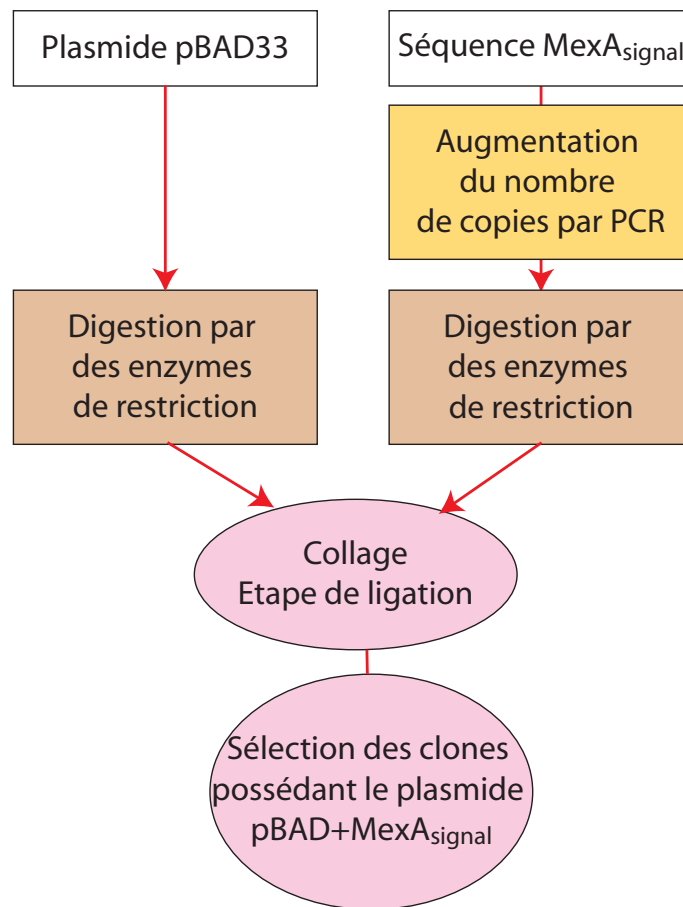 Plasmide pBAD33
Séquence MexAsignal
Augmentation
du nombre
de copies par PCR
Digestion par
des enzymes
de restriction
Digestion par
des enzymes
de restriction
Collage
Etape de ligation
Sélection des clones
possédant le plasmide
pBAD+MexAsignal